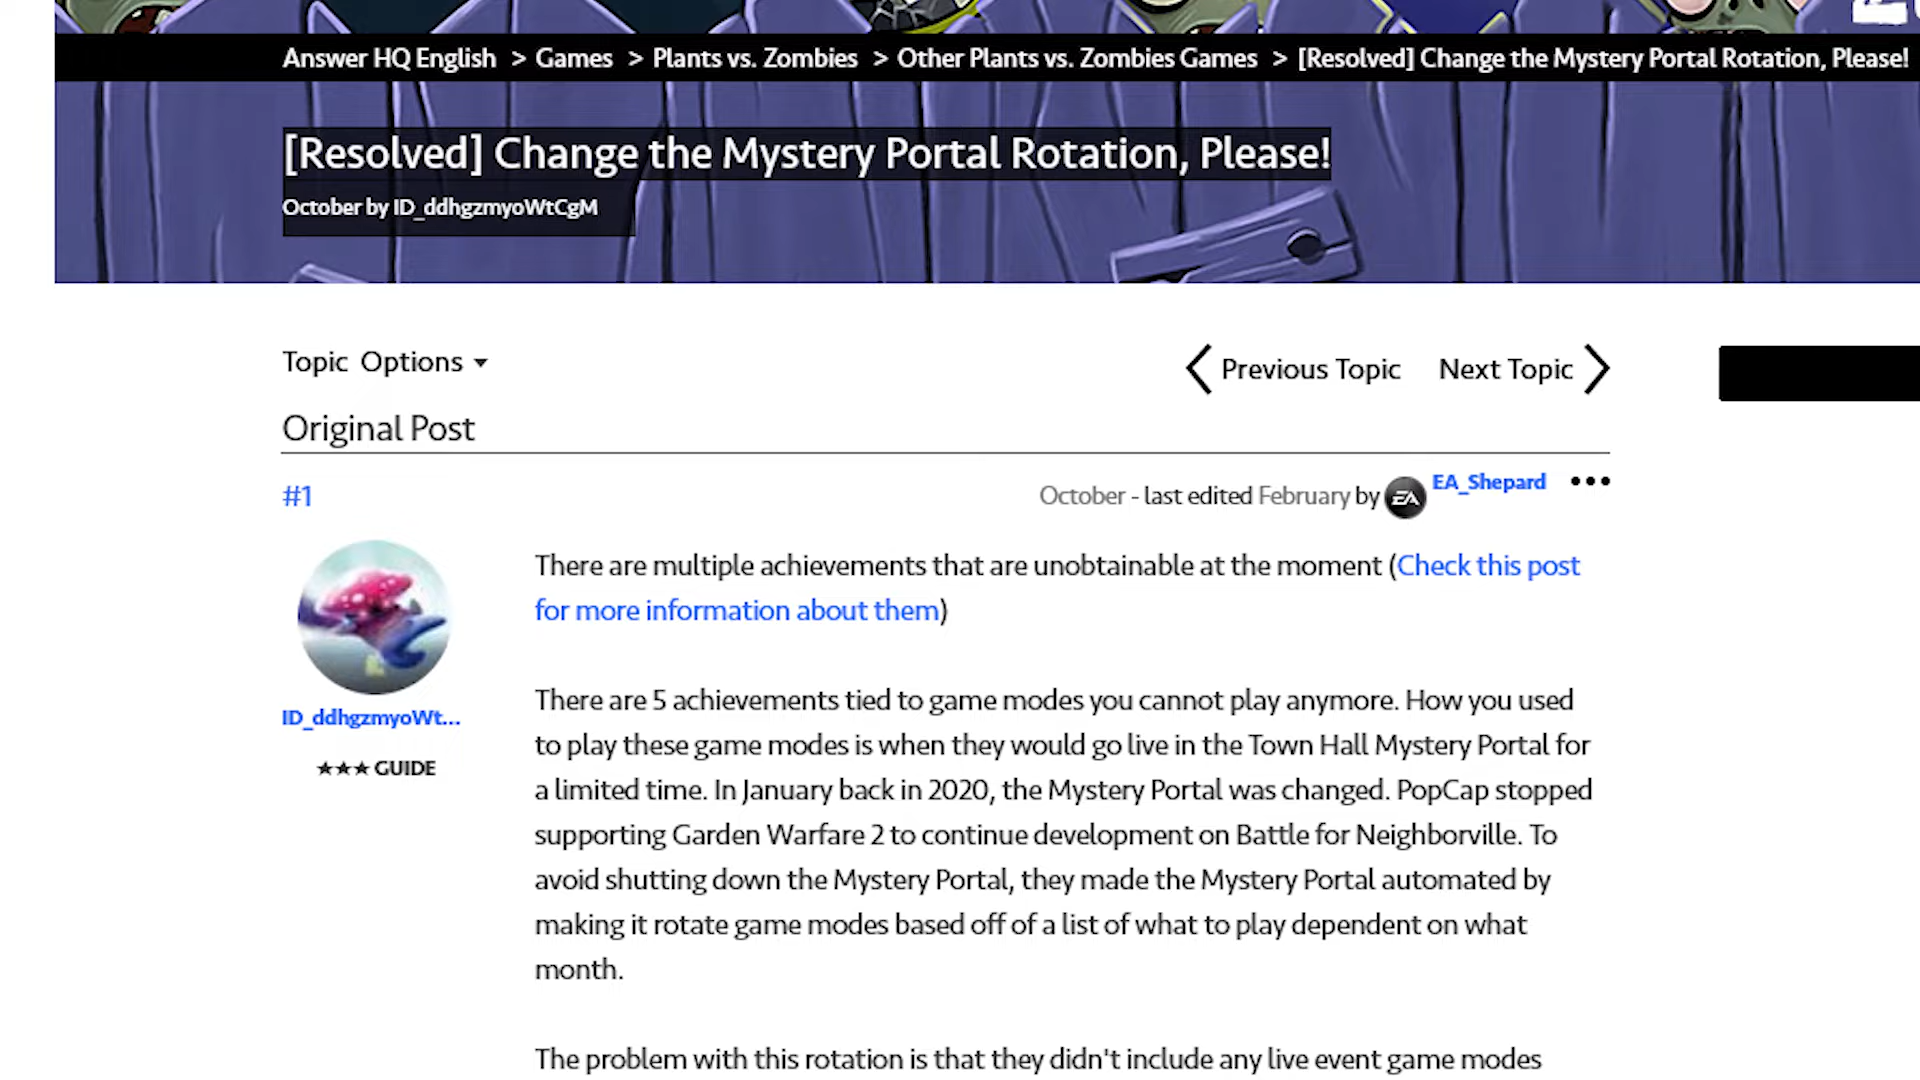 Answer HQ English > Games > Plants vs. Zombies > Other Plants vs. Zombies Games > [Resolved] Change the Mystery Portal Rotation, Please!
[Resolved] Change the Mystery Portal Rotation, Please!
October by ID_ddhgzmyoWtCgM
Topic Options
Previous Topic
Next Topic
Original Post
#1
October - last edited February by EA EA_Shepard
There are multiple achievements that are unobtainable at the moment (Check this post
for more information about them)
ID_ddhgzmyoWt...
★★★ GUIDE
There are 5 achievements tied to game modes you cannot play anymore. How you used
to play these game modes is when they would go live in the Town Hall Mystery Portal for
a limited time. In January back in 2020, the Mystery Portal was changed. PopCap stopped
supporting Garden Warfare 2 to continue development on Battle for Neighborville. To
avoid shutting down the Mystery Portal, they made the Mystery Portal automated by
making it rotate game modes based off of a list of what to play dependent on what
month.
The problem with this rotation is that they didn't include any live event game modes